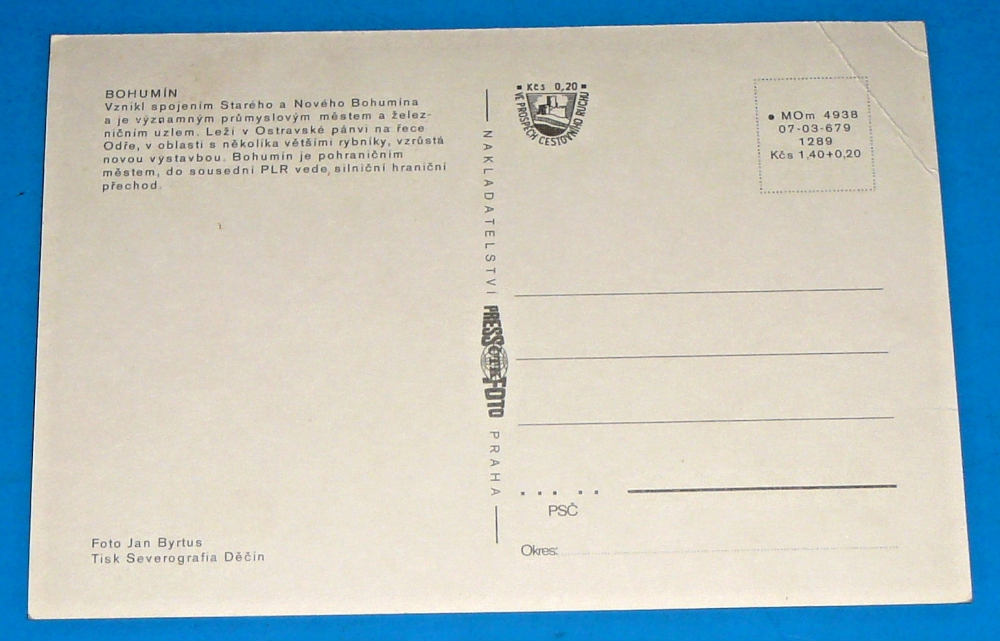 BOHUMÍN
Vznikl spojením Starého a Nového Bohumína
a je významným průmyslovým městem a želez-
ničním uzlem. Leží v Ostravské pánvi na řece
Odře, v oblasti s několika většími rybníky, vzrůstá
novou výstavbou. Bohumín je pohraničním
městem, do sousední PLR vede silniční hraniční
přechod.
Foto Jan Byrtus
Tisk Severografia Děčín
NAKLADATELSTVÍ
PRESSFOTO
PRAHA
Kčs 0,20
VE PROSPĚCH CESTOVNÍHO RUCHU
MOm 4938
07-03-679
1289
Kčs 1,40+0,20
PSČ
Okres: